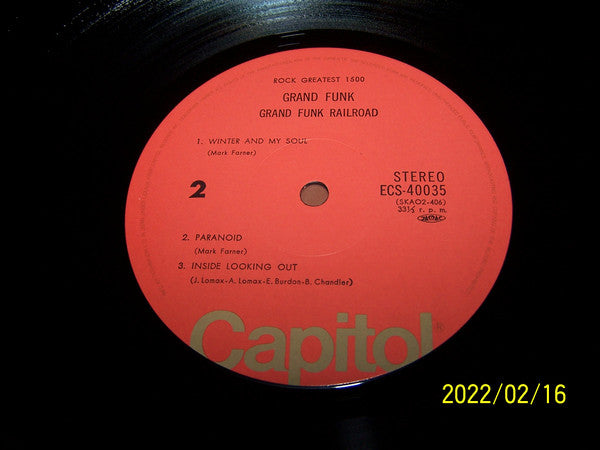 ROCK GREATEST 1500
GRAND FUNK
GRAND FUNK RAILROAD
1. WINTER AND MY SOUL
(Mark Farner)
2
STEREO
ECS-40035
(SKAO2-406)
33⅓ r. p. m.
2. PARANOID
(Mark Farner)
3. INSIDE LOOKING OUT
(J. Lomax-A. Lomax-E. Burdon-B. Chandler)
Capitol®
2022/02/16